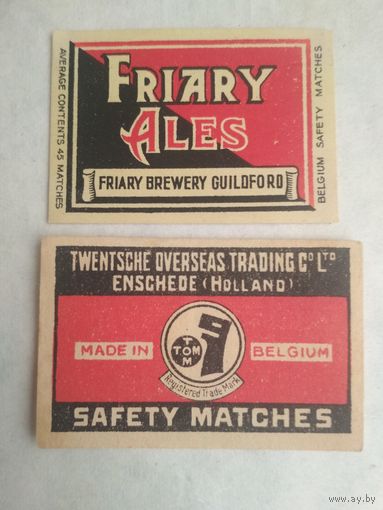 AVERAGE CONTENTS 45 MATCHES
FRIARY
ALES
FRIARY BREWERY GUILDFORD
BELGIUM SAFETY MATCHES
TWENTSCHE OVERSEAS TRADING Cº LTD
ENSCHEDE (HOLLAND)
MADE IN BELGIUM
T
TOM
M
Registered Trade Mark
SAFETY MATCHES
www.ay.by